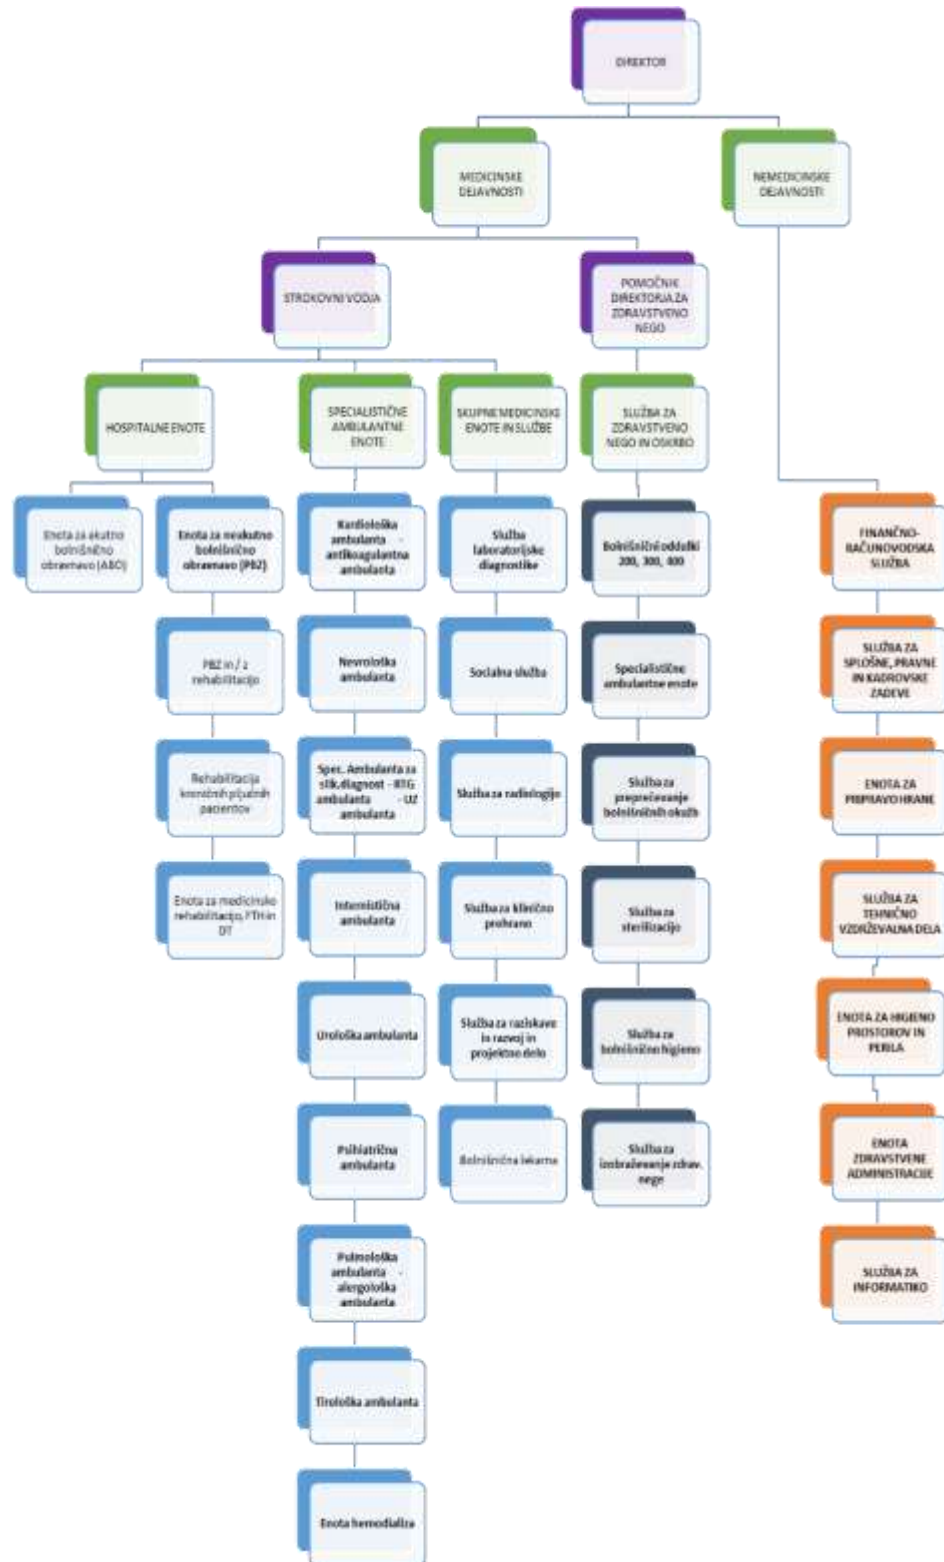 DIREKTOR
MEDICINSKE
DEJAVNOSTI
NEMEDICINSKE
DEJAVNOSTI
STROKOVNI VODJA
POMOČNIK
DIREKTORJA ZA
ZDRAVSTVENO
NEGO
HOSPITALNE ENOTE
SPECIALISTIČNE
AMBULANTNE
ENOTE
SKUPNE MEDICINSKE
ENOTE IN SLUŽBE
SLUŽBA ZA
ZDRAVSTVENO
NEGO IN OSKRBO
Enota za akutno
bolnišnično
obravnavo (ABO)
Enota za neakutno
bolnišnično
obravnavo (PBZ)
PBZ in / z
rehabilitacijo
Rehabilitacija
kroničnih pljučnih
pacientov
Enota za medicinsko
rehabilitacijo, FTH in
DT
Kardiološka
ambulanta -
antikoagulantna
ambulanta
Nevrološka
ambulanta
Spec. Ambulanta za
slik.diagnost - RTG
ambulanta - UZ
ambulanta
Internistična
ambulanta
Urološka ambulanta
Psihiatrična
ambulanta
Pulmološka
ambulanta -
alergološka
ambulanta
Tirološka ambulanta
Enota hemodializa
Služba
laboratorijske
diagnostike
Socialna služba
Služba za radiologijo
Služba za klinično
prehrano
Služba za raziskave
in razvoj in
projektno delo
Bolnišnična lekarna
Bolnišnični oddelki
200, 300, 400
Specialistične
ambulantne enote
Služba za
preprečevanje
bolnišničnih okužb
Služba za
sterilizacijo
Služba za
bolnišnično higieno
Služba za
izobraževanje zdrav.
nege
FINANČNO-
RAČUNOVODSKA
SLUŽBA
SLUŽBA ZA
SPLOŠNE, PRAVNE
IN KADROVSKE
ZADEVE
ENOTA ZA
PRIPRAVO HRANE
SLUŽBA ZA
TEHNIČNO
VZDRŽEVALNA DELA
ENOTA ZA HIGIENO
PROSTOROV IN
PERILA
ENOTA
ZDRAVSTVENE
ADMINISTRACIJE
SLUŽBA ZA
INFORMATIKO